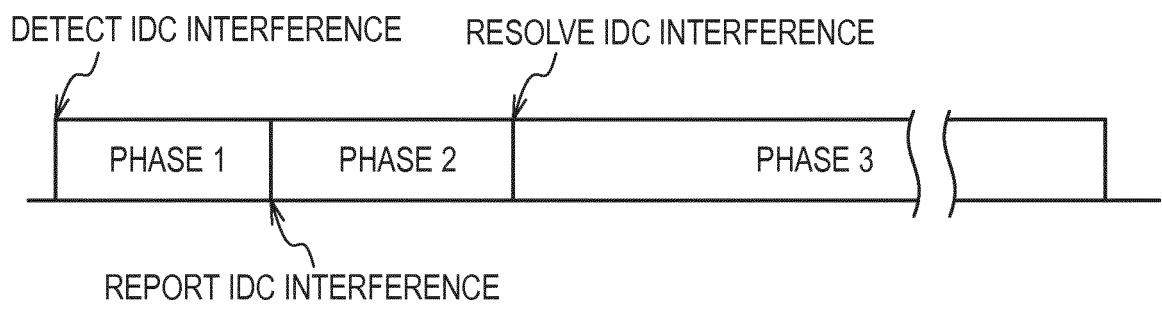 DETECT IDC INTERFERENCE
RESOLVE IDC INTERFERENCE
PHASE 1
PHASE 2
PHASE 3
REPORT IDC INTERFERENCE